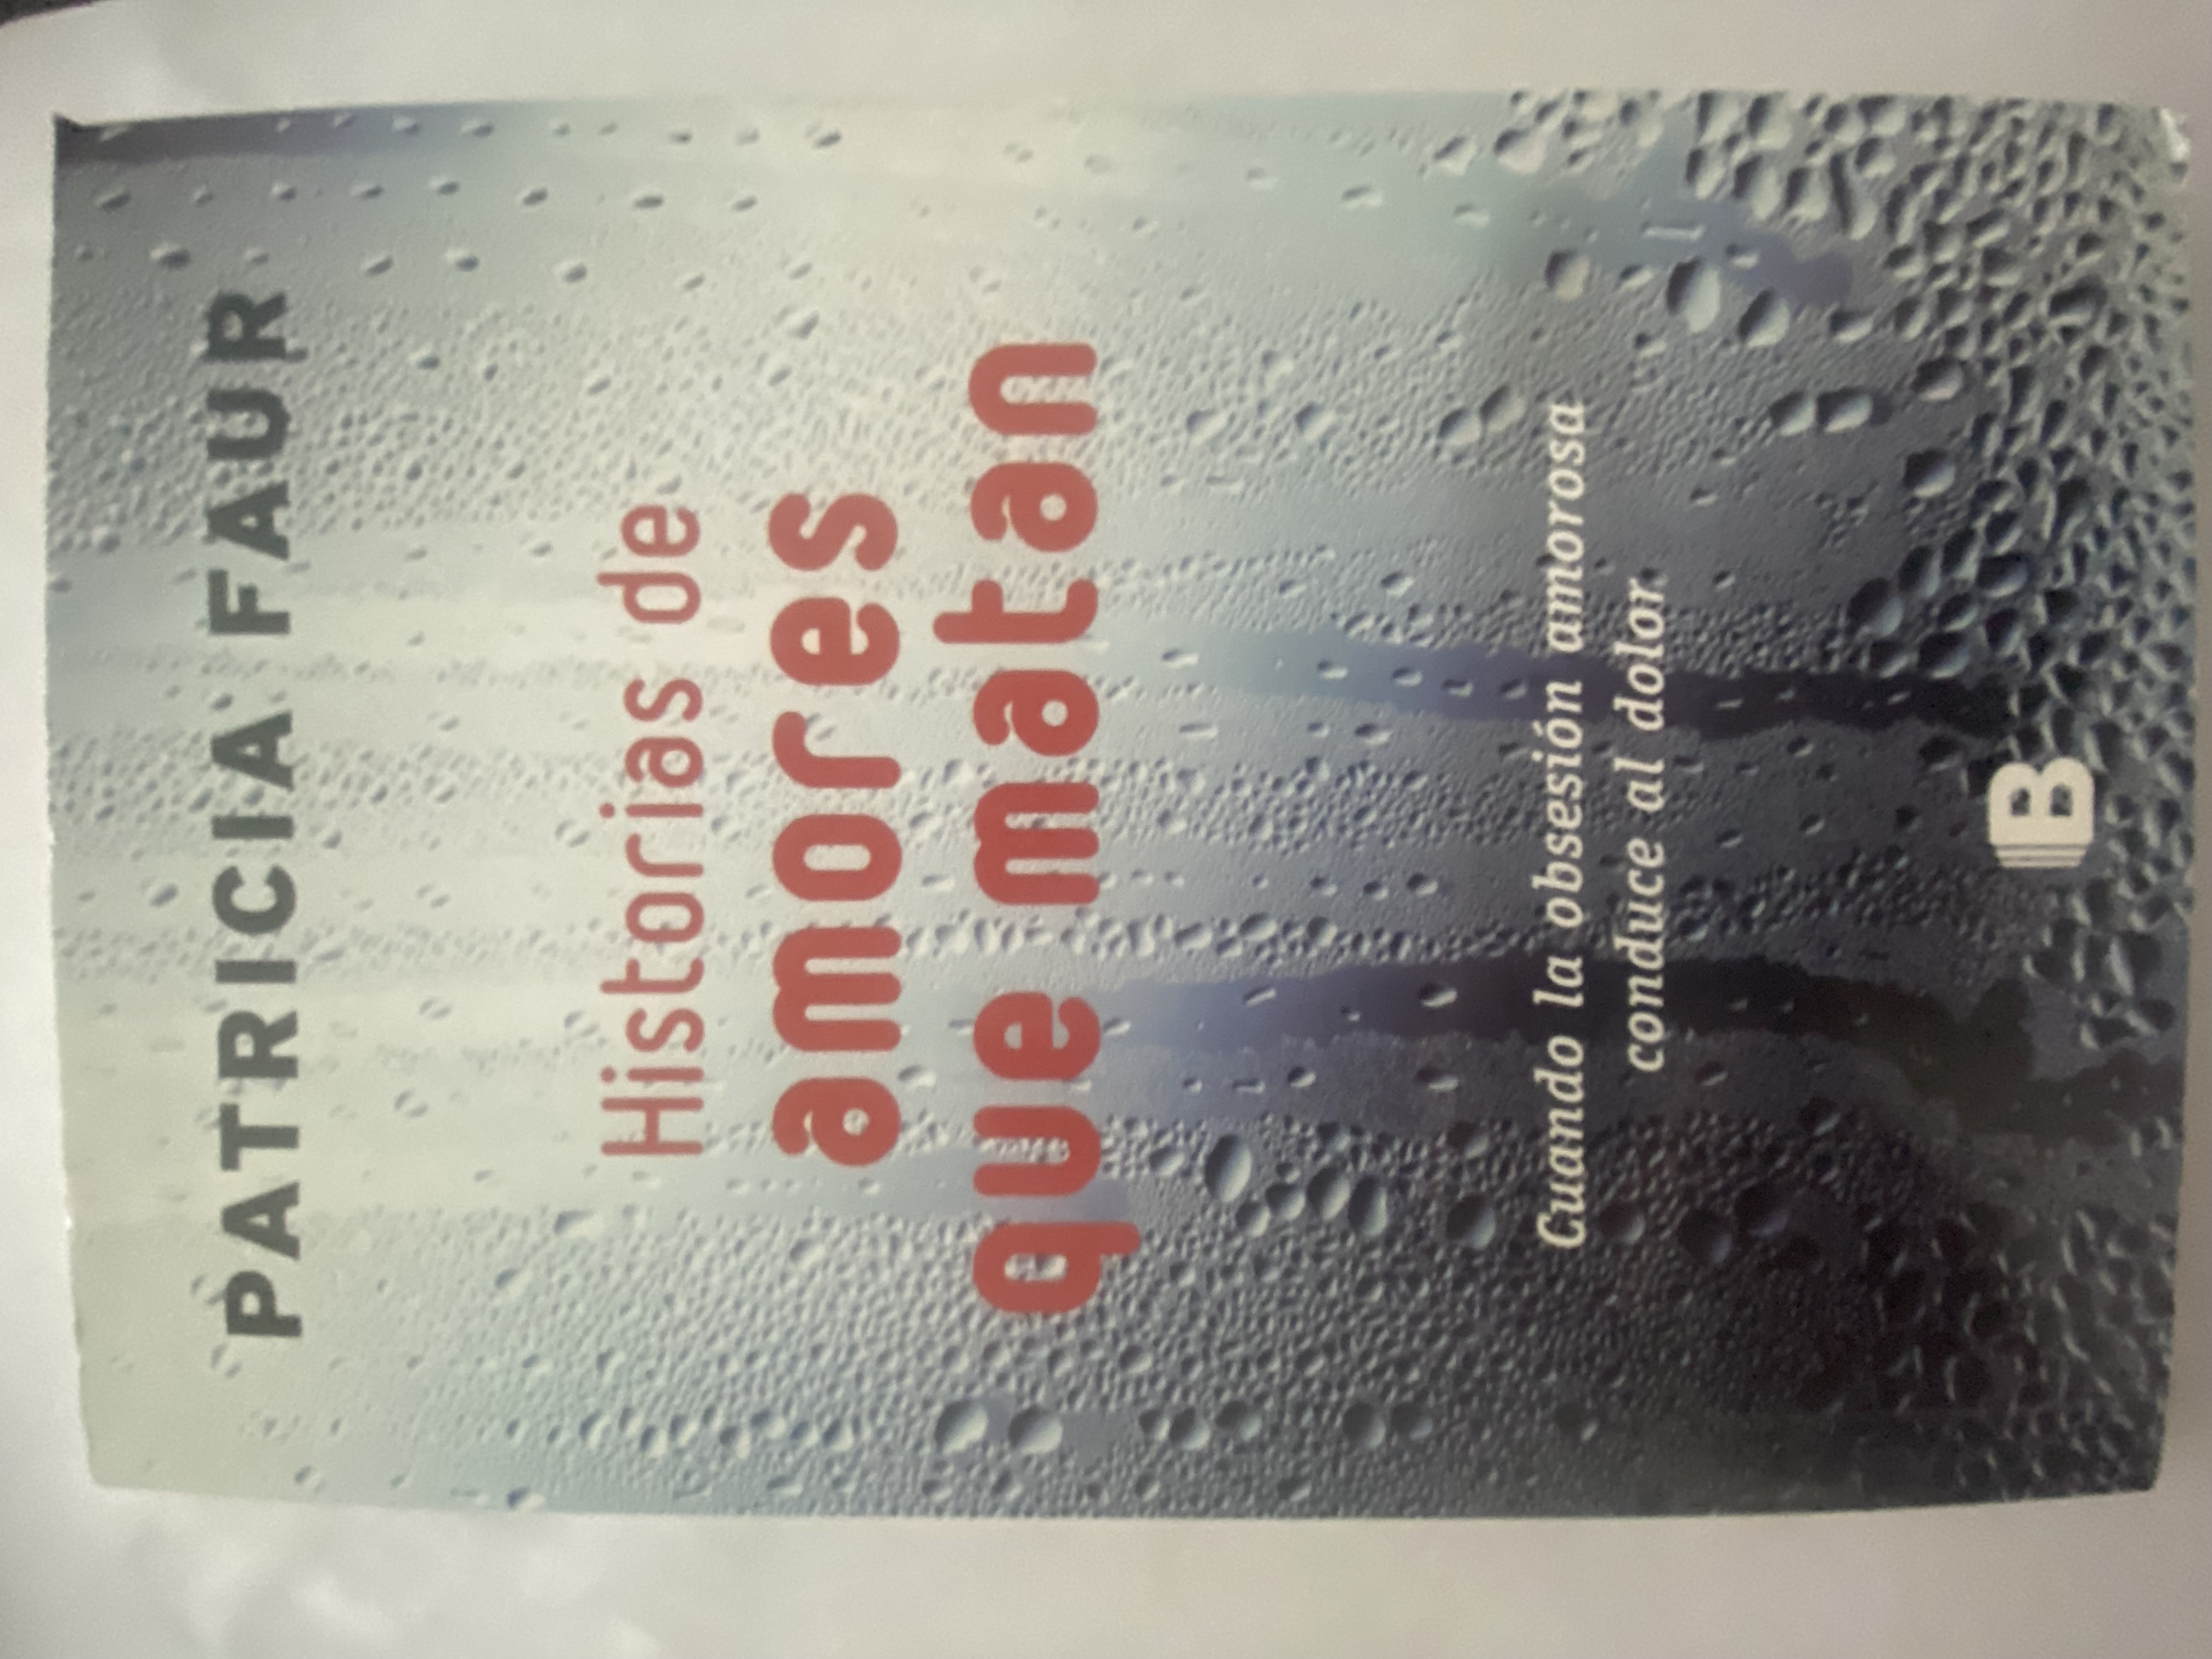 PATRICIA FAUR
Historias de
amores
que matan
Cuando la obsesión amorosa
conduce al dolor
B